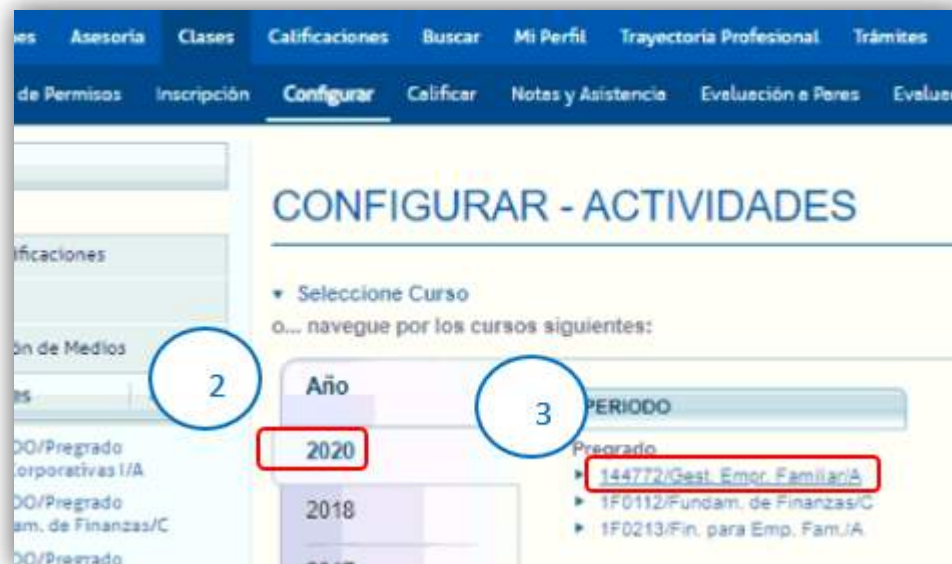 es Asesoria Clases Calificaciones Buscar Mi Perfil Trayectoria Profesional Trámites
de Permisos Inscripción Configurar Calificar Notas y Asistencia Evaluación a Pares
CONFIGURAR - ACTIVIDADES
ificaciones
Seleccione Curso
o... navegue por los cursos siguientes:
ón de Medios
2
3
es
Año
PERIODO
2020
Pregrado
DO/Pregrado
Corporativas I/A
144772/Gest. Empr. Familiar/A
DO/Pregrado
am. de Finanzas/C
2018
1F0112/Fundam. de Finanzas/C
1F0213/Fin. para Emp. Fam./A
DO/Pregrado